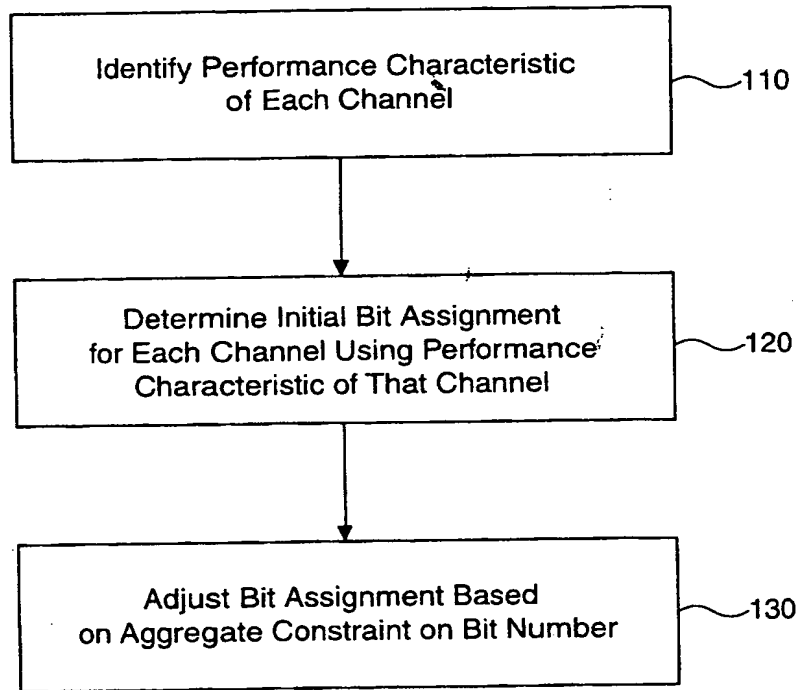 Identify Performance Characteristic
of Each Channel
110
Determine Initial Bit Assignment
for Each Channel Using Performance
Characteristic of That Channel
120
Adjust Bit Assignment Based
on Aggregate Constraint on Bit Number
130